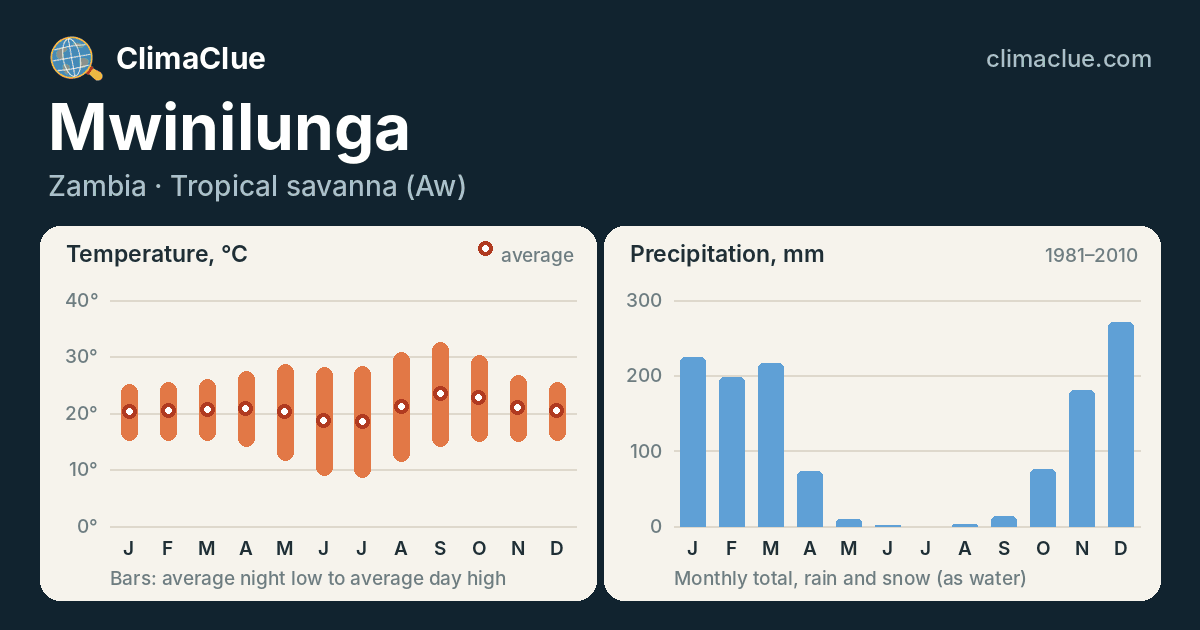 ClimaClue
climaclue.com
Mwinilunga
Zambia · Tropical savanna (Aw)
Temperature, °C
average
40°
30°
20°
10°
0°
J F M A M J J A S O N D
Bars: average night low to average day high
Precipitation, mm
1981–2010
300
200
100
0
J F M A M J J A S O N D
Monthly total, rain and snow (as water)